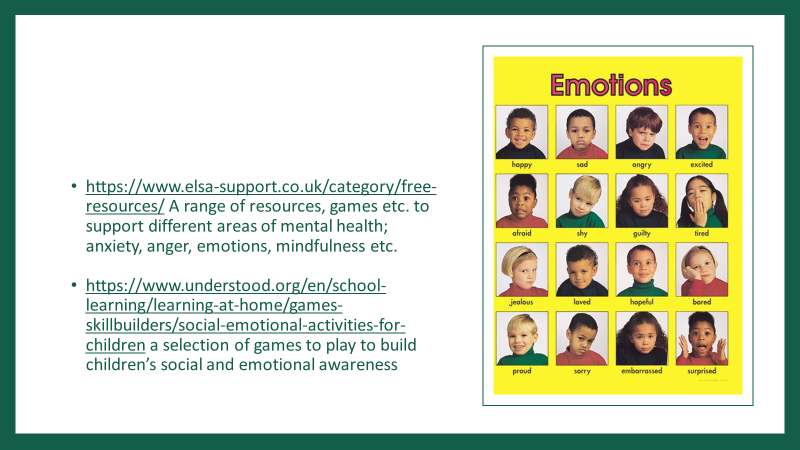 • https://www.elsa-support.co.uk/category/free-
resources/ A range of resources, games etc. to
support different areas of mental health;
anxiety, anger, emotions, mindfulness etc.
• https://www.understood.org/en/school-
learning/learning-at-home/games-
skillbuilders/social-emotional-activities-for-
children a selection of games to play to build
children’s social and emotional awareness
Emotions
happy sad angry excited
afraid shy guilty tired
jealous loved hopeful bored
proud sorry embarrassed surprised